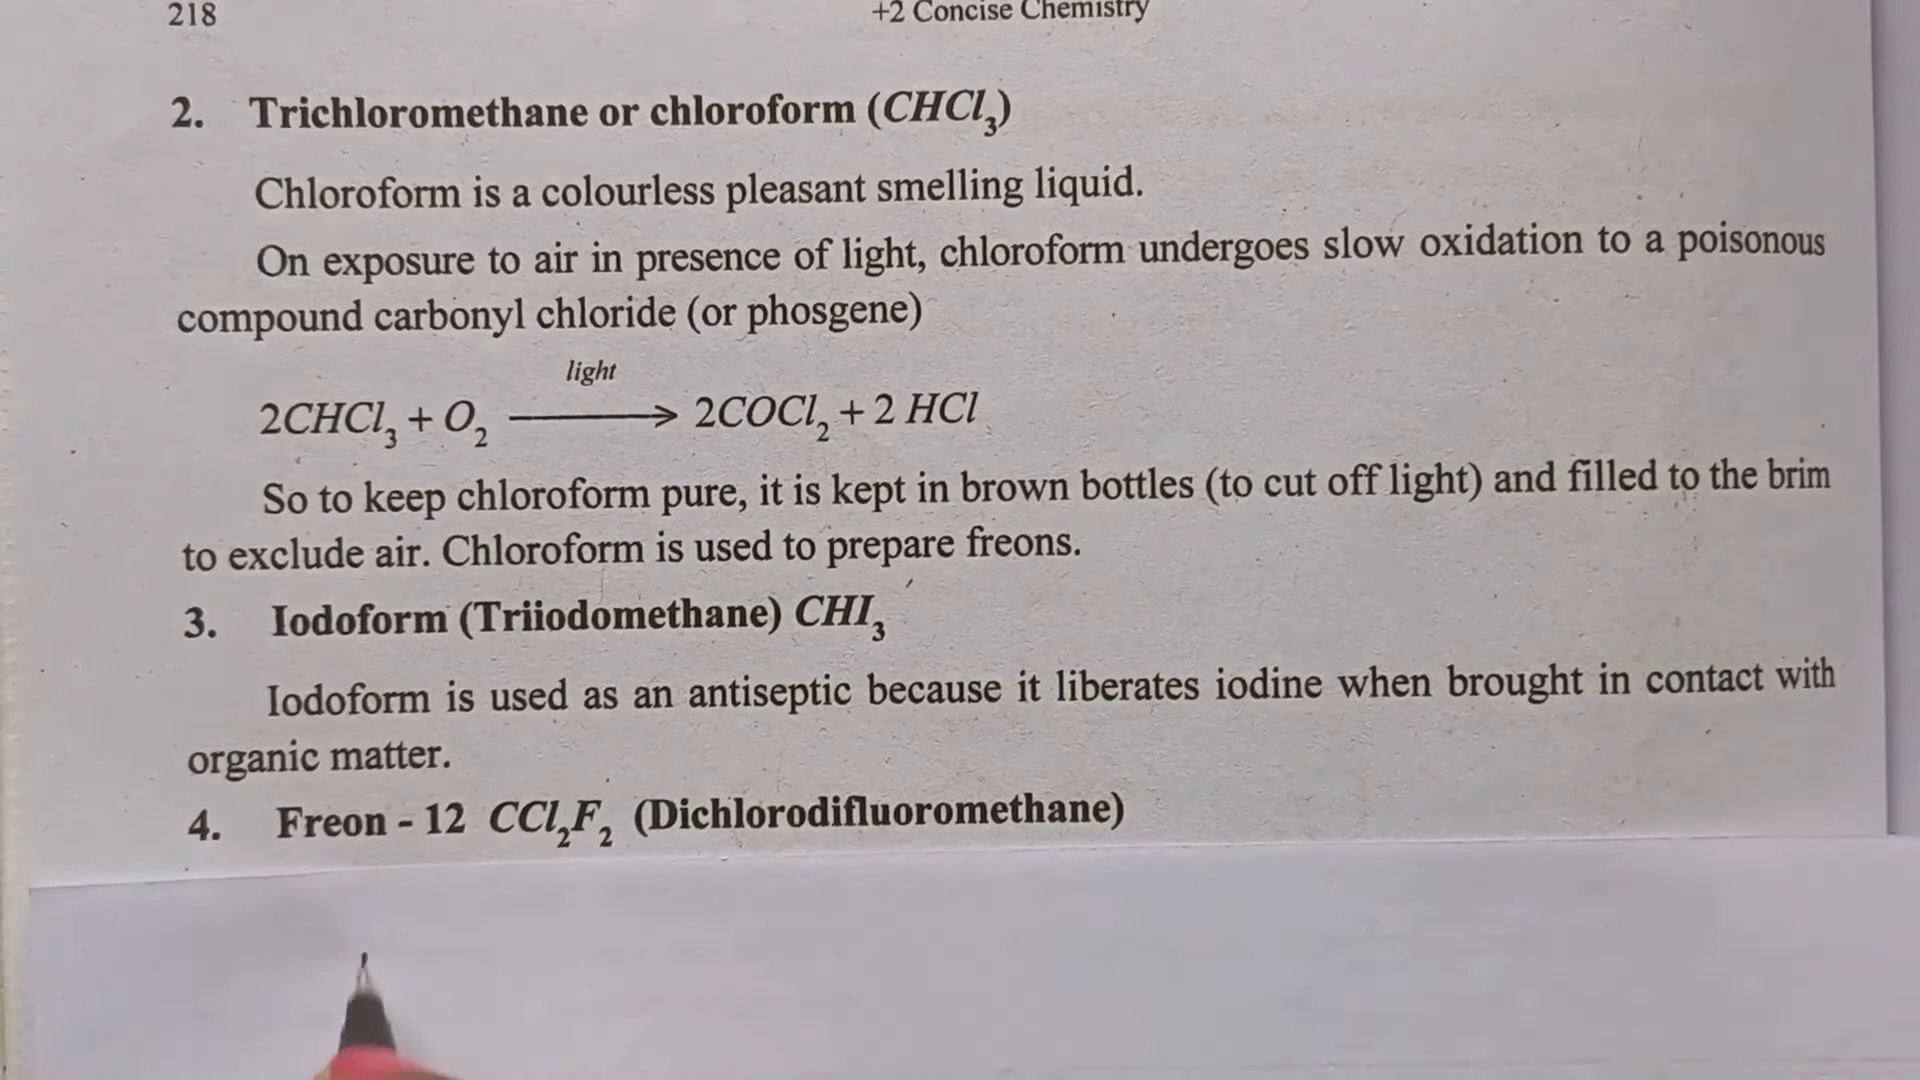 218
+2 Concise Chemistry
2. Trichloromethane or chloroform (CHCl₃)
Chloroform is a colourless pleasant smelling liquid.
On exposure to air in presence of light, chloroform undergoes slow oxidation to a poisonous
compound carbonyl chloride (or phosgene)
light
2CHCl₃ + O₂ ⟶ 2COCl₂ + 2 HCl
So to keep chloroform pure, it is kept in brown bottles (to cut off light) and filled to the brim
to exclude air. Chloroform is used to prepare freons.
3. Iodoform (Triiodomethane) CHI₃
Iodoform is used as an antiseptic because it liberates iodine when brought in contact with
organic matter.
4. Freon - 12 CCl₂F₂ (Dichlorodifluoromethane)